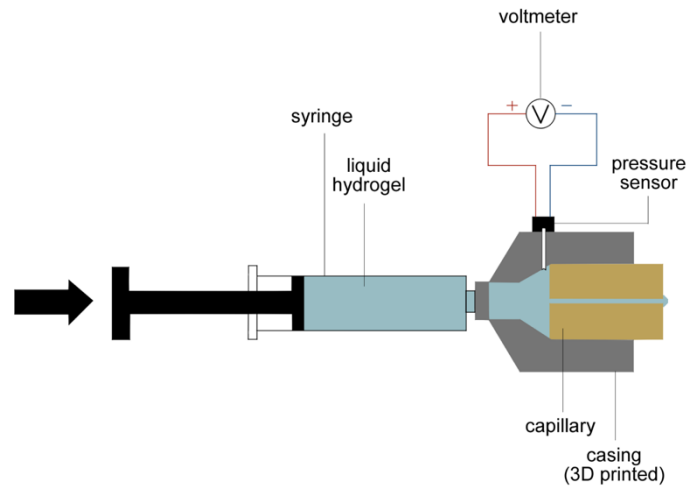 voltmeter
+ V −
syringe
liquid
hydrogel
pressure
sensor
capillary
casing
(3D printed)